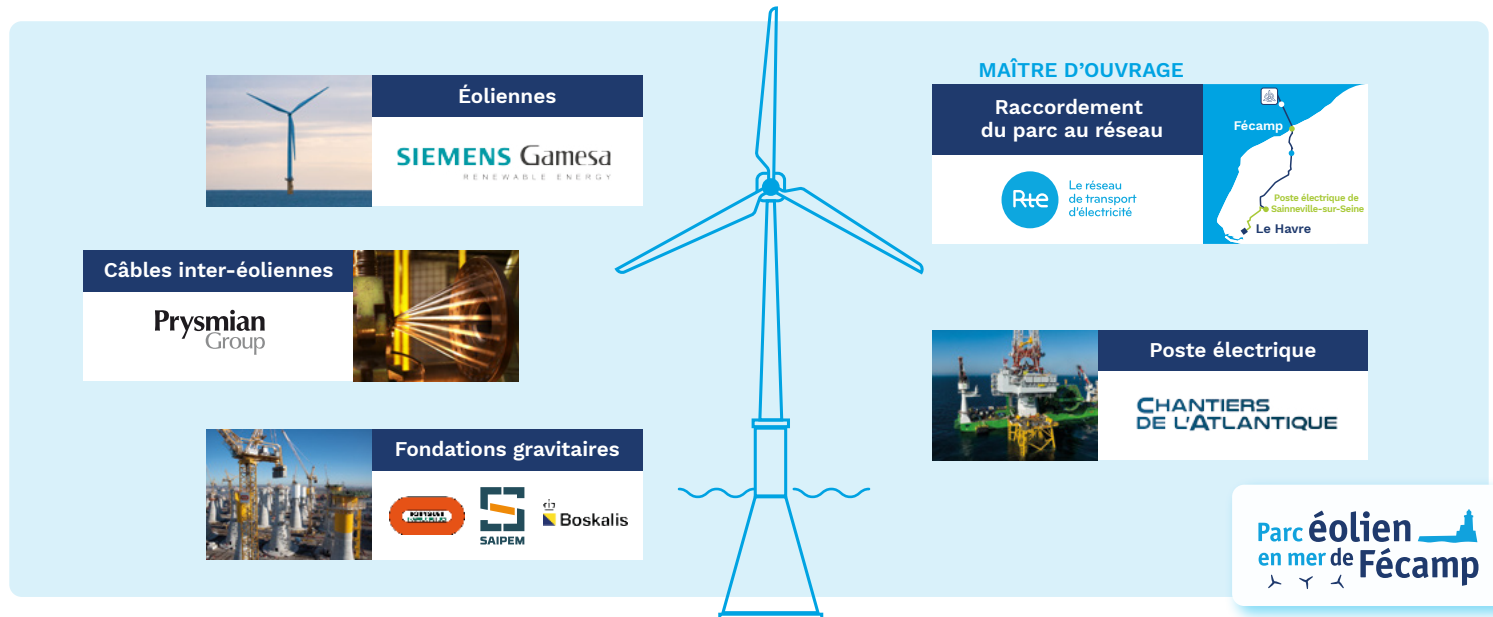 Éoliennes
SIEMENS Gamesa
RENEWABLE ENERGY
Câbles inter-éoliennes
Prysmian
Group
Fondations gravitaires
SAIPEM
Boskalis
MAÎTRE D'OUVRAGE
Raccordement
du parc au réseau
Rte
Le réseau
de transport
d'électricité
Fécamp
Poste électrique de
Sainneville-sur-Seine
Le Havre
Poste électrique
CHANTIERS
DE L'ATLANTIQUE
Parc éolien
en mer de Fécamp